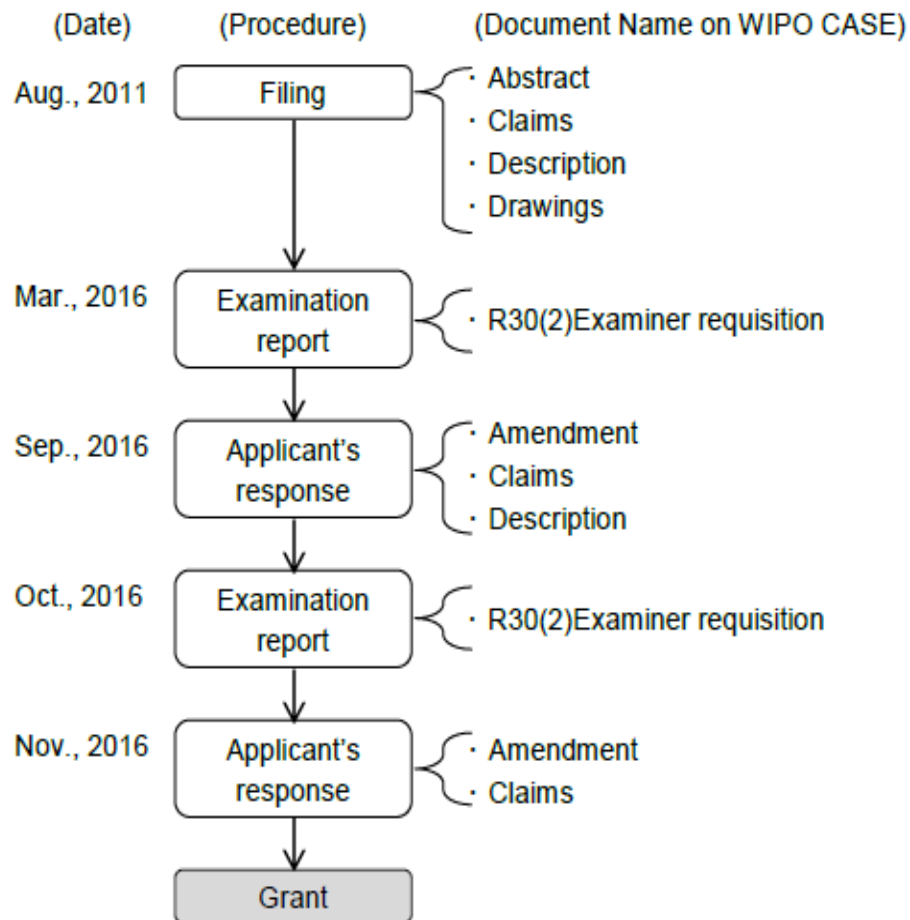 (Date) (Procedure) (Document Name on WIPO CASE)
Aug., 2011 Filing
· Abstract
· Claims
· Description
· Drawings
Mar., 2016
Examination
report
· R30(2)Examiner requisition
Sep., 2016
Applicant's
response
· Amendment
· Claims
· Description
Oct., 2016
Examination
report
· R30(2)Examiner requisition
Nov., 2016
Applicant's
response
· Amendment
· Claims
Grant